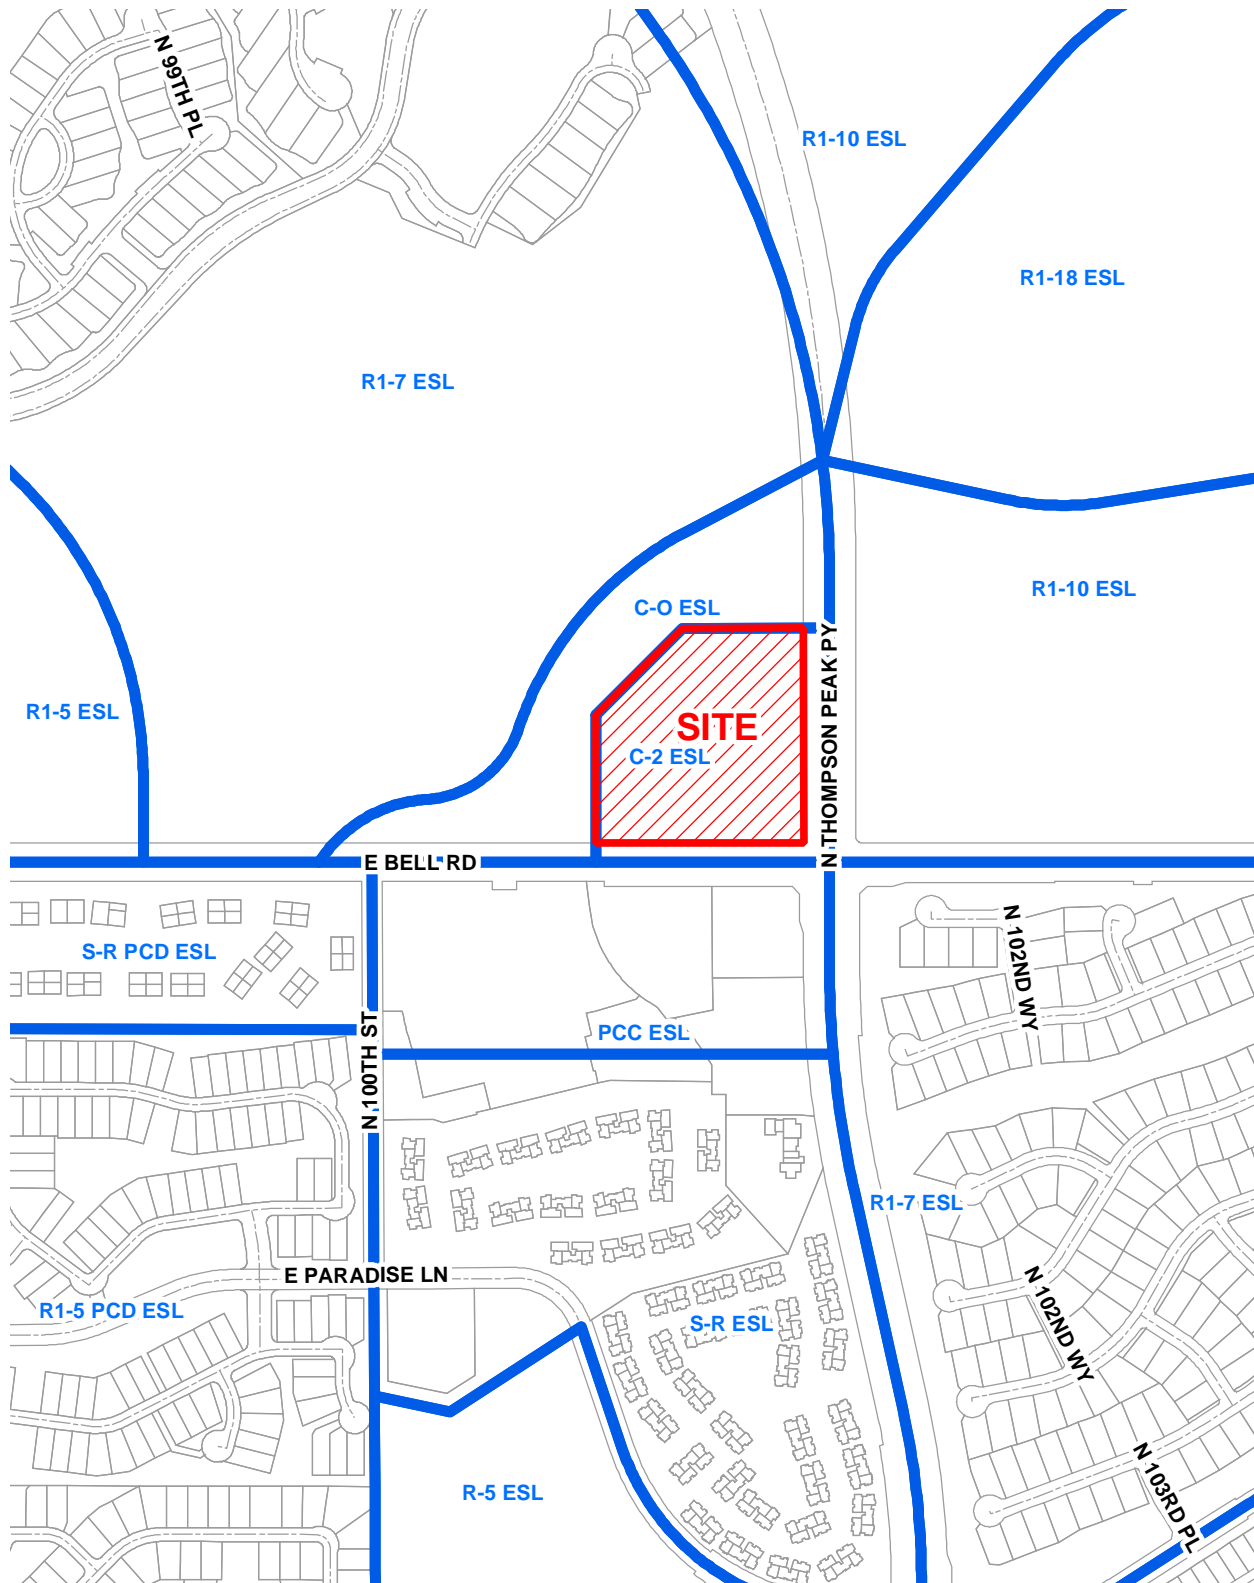 N 99TH PL
R1-10 ESL
R1-18 ESL
R1-7 ESL
R1-10 ESL
C-O ESL
R1-5 ESL
SITE
C-2 ESL
N THOMPSON PEAK PY
E BELL RD
N 102ND WY
S-R PCD ESL
N 100TH ST
PCC ESL
R1-7 ESL
E PARADISE LN
R1-5 PCD ESL
S-R ESL
N 102ND WY
R-5 ESL
N 103RD PL